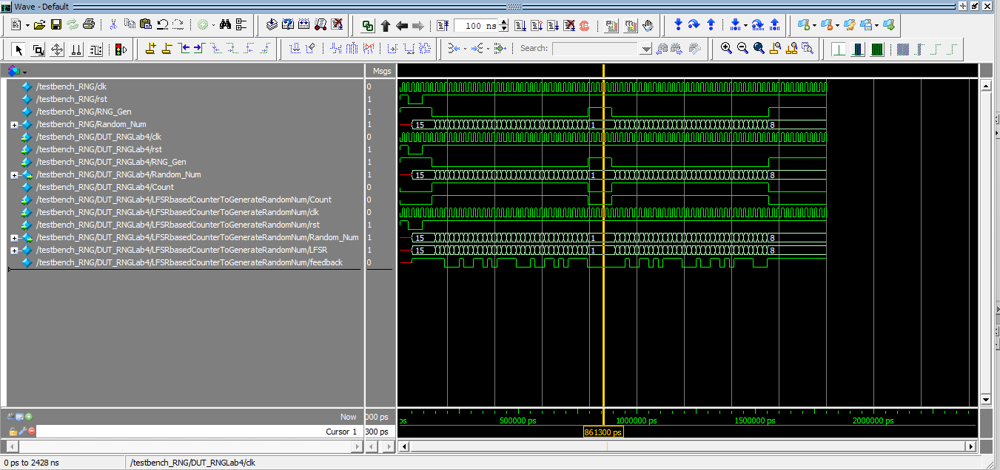 Wave - Default
100 ns
Search:
Msgs
/testbench_RNG/clk 0
/testbench_RNG/rst 1
/testbench_RNG/RNG_Gen 1
/testbench_RNG/Random_Num 1 15 1 8
/testbench_RNG/DUT_RNGLab4/clk 0
/testbench_RNG/DUT_RNGLab4/rst 1
/testbench_RNG/DUT_RNGLab4/RNG_Gen 1
/testbench_RNG/DUT_RNGLab4/Random_Num 1 15 1 8
/testbench_RNG/DUT_RNGLab4/Count 0
/testbench_RNG/DUT_RNGLab4/LFSRbasedCounterToGenerateRandomNum/Count 0
/testbench_RNG/DUT_RNGLab4/LFSRbasedCounterToGenerateRandomNum/clk 0
/testbench_RNG/DUT_RNGLab4/LFSRbasedCounterToGenerateRandomNum/rst 1
/testbench_RNG/DUT_RNGLab4/LFSRbasedCounterToGenerateRandomNum/Random_Num 1 15 1 8
/testbench_RNG/DUT_RNGLab4/LFSRbasedCounterToGenerateRandomNum/LFSR 1 15 1 8
/testbench_RNG/DUT_RNGLab4/LFSRbasedCounterToGenerateRandomNum/feedback 0
Now 000 ps ps 500000 ps 1000000 ps 1500000 ps 2000000 ps
Cursor 1 300 ps 861300 ps
0 ps to 2428 ns /testbench_RNG/DUT_RNGLab4/clk